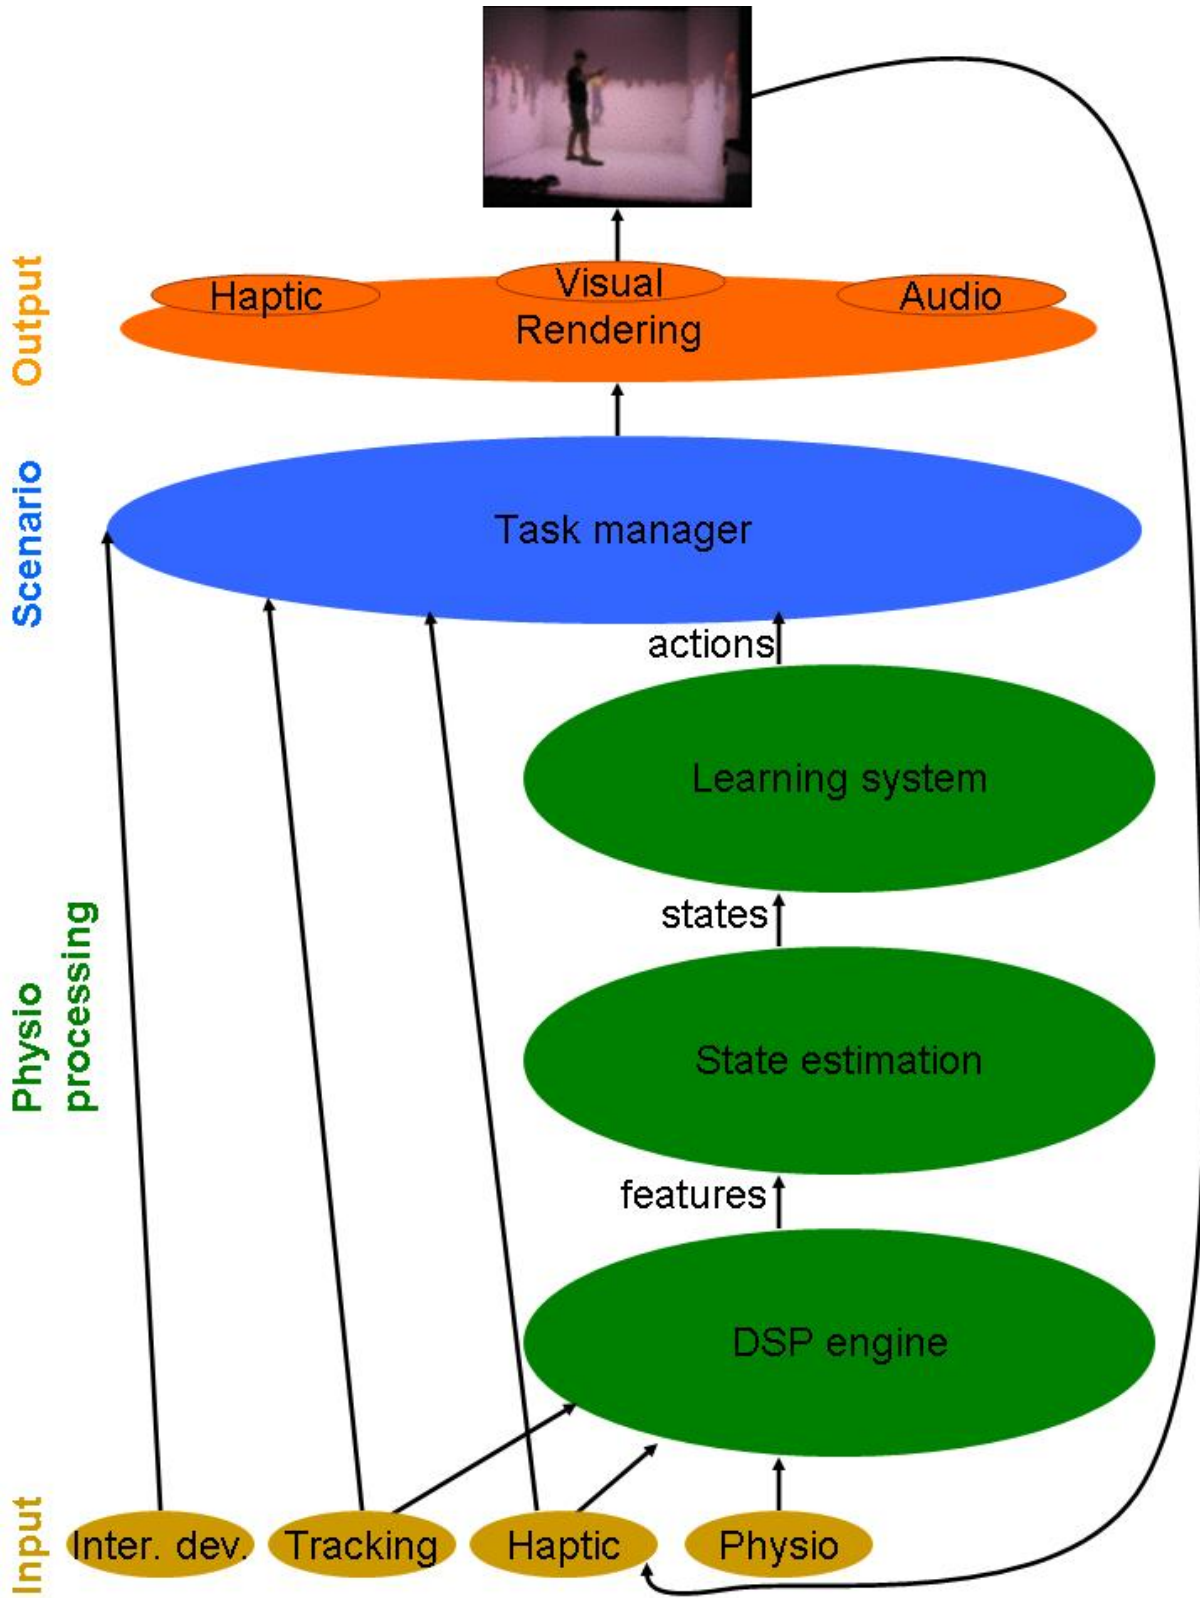 Output
Haptic
Visual
Audio
Rendering
Scenario
Task manager
actions
Learning system
states
Physio
processing
State estimation
features
DSP engine
Input
Inter. dev.
Tracking
Haptic
Physio